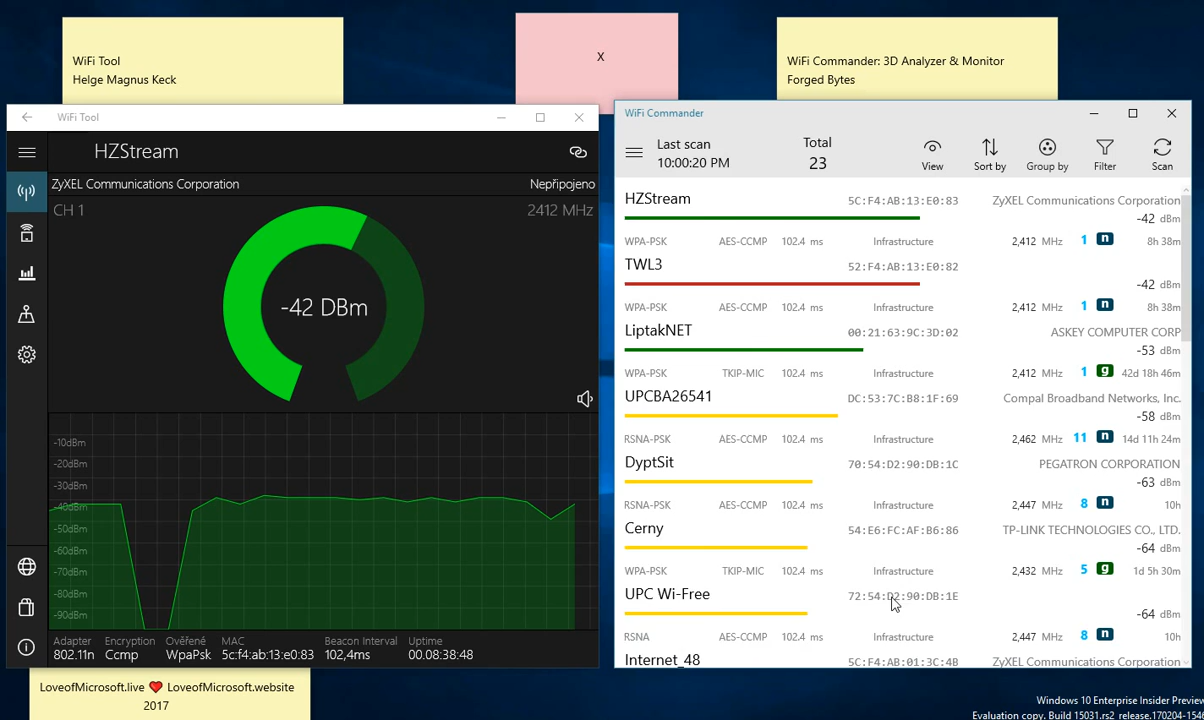 WiFi Tool
Helge Magnus Keck
X
WiFi Commander: 3D Analyzer & Monitor
Forged Bytes
WiFi Tool
HZStream
ZyXEL Communications Corporation
Nepřipojeno
CH 1
2412 MHz
-42 DBm
-10dBm
-20dBm
-30dBm
-40dBm
-50dBm
-60dBm
-70dBm
-80dBm
-90dBm
Adapter Encryption Ověřené MAC Beacon Interval Uptime
802.11n Ccmp WpaPsk 5c:f4:ab:13:e0:83 102,4ms 00.08:38:48
WiFi Commander
Last scan
10:00:20 PM
Total
23
View Sort by Group by Filter Scan
HZStream 5C:F4:AB:13:E0:83 ZyXEL Communications Corporation
-42 dBm
WPA-PSK AES-CCMP 102.4 ms Infrastructure 2,412 MHz 1 n 8h 38m
TWL3 52:F4:AB:13:E0:82
-42 dBm
WPA-PSK AES-CCMP 102.4 ms Infrastructure 2,412 MHz 1 n 8h 38m
LiptakNET 00:21:63:9C:3D:02 ASKEY COMPUTER CORP
-53 dBm
WPA-PSK TKIP-MIC 102.4 ms Infrastructure 2,412 MHz 1 g 42d 18h 46m
UPCBA26541 DC:53:7C:B8:1F:69 Compal Broadband Networks, Inc.
-58 dBm
RSNA-PSK AES-CCMP 102.4 ms Infrastructure 2,462 MHz 11 n 14d 11h 24m
DyptSit 70:54:D2:90:DB:1C PEGATRON CORPORATION
-63 dBm
RSNA-PSK AES-CCMP 102.4 ms Infrastructure 2,447 MHz 8 n 10h
Cerny 54:E6:FC:AF:B6:86 TP-LINK TECHNOLOGIES CO., LTD.
-64 dBm
WPA-PSK TKIP-MIC 102.4 ms Infrastructure 2,432 MHz 5 g 1d 5h 30m
UPC Wi-Free 72:54:D2:90:DB:1E
-64 dBm
RSNA AES-CCMP 102.4 ms Infrastructure 2,447 MHz 8 n 10h
Internet_48 5C:F4:AB:01:3C:4B ZyXEL Communications Corporation
LoveofMicrosoft.live ❤ LoveofMicrosoft.website
2017
Windows 10 Enterprise Insider Preview
Evaluation copy. Build 15031.rs2_release.170204-1546